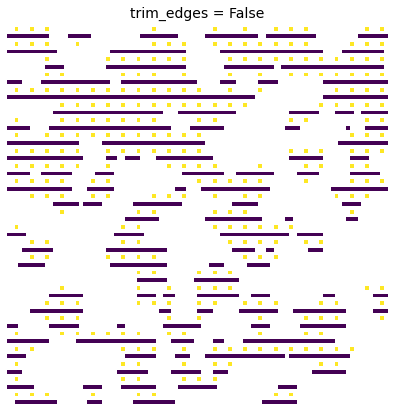 trim_edges = False